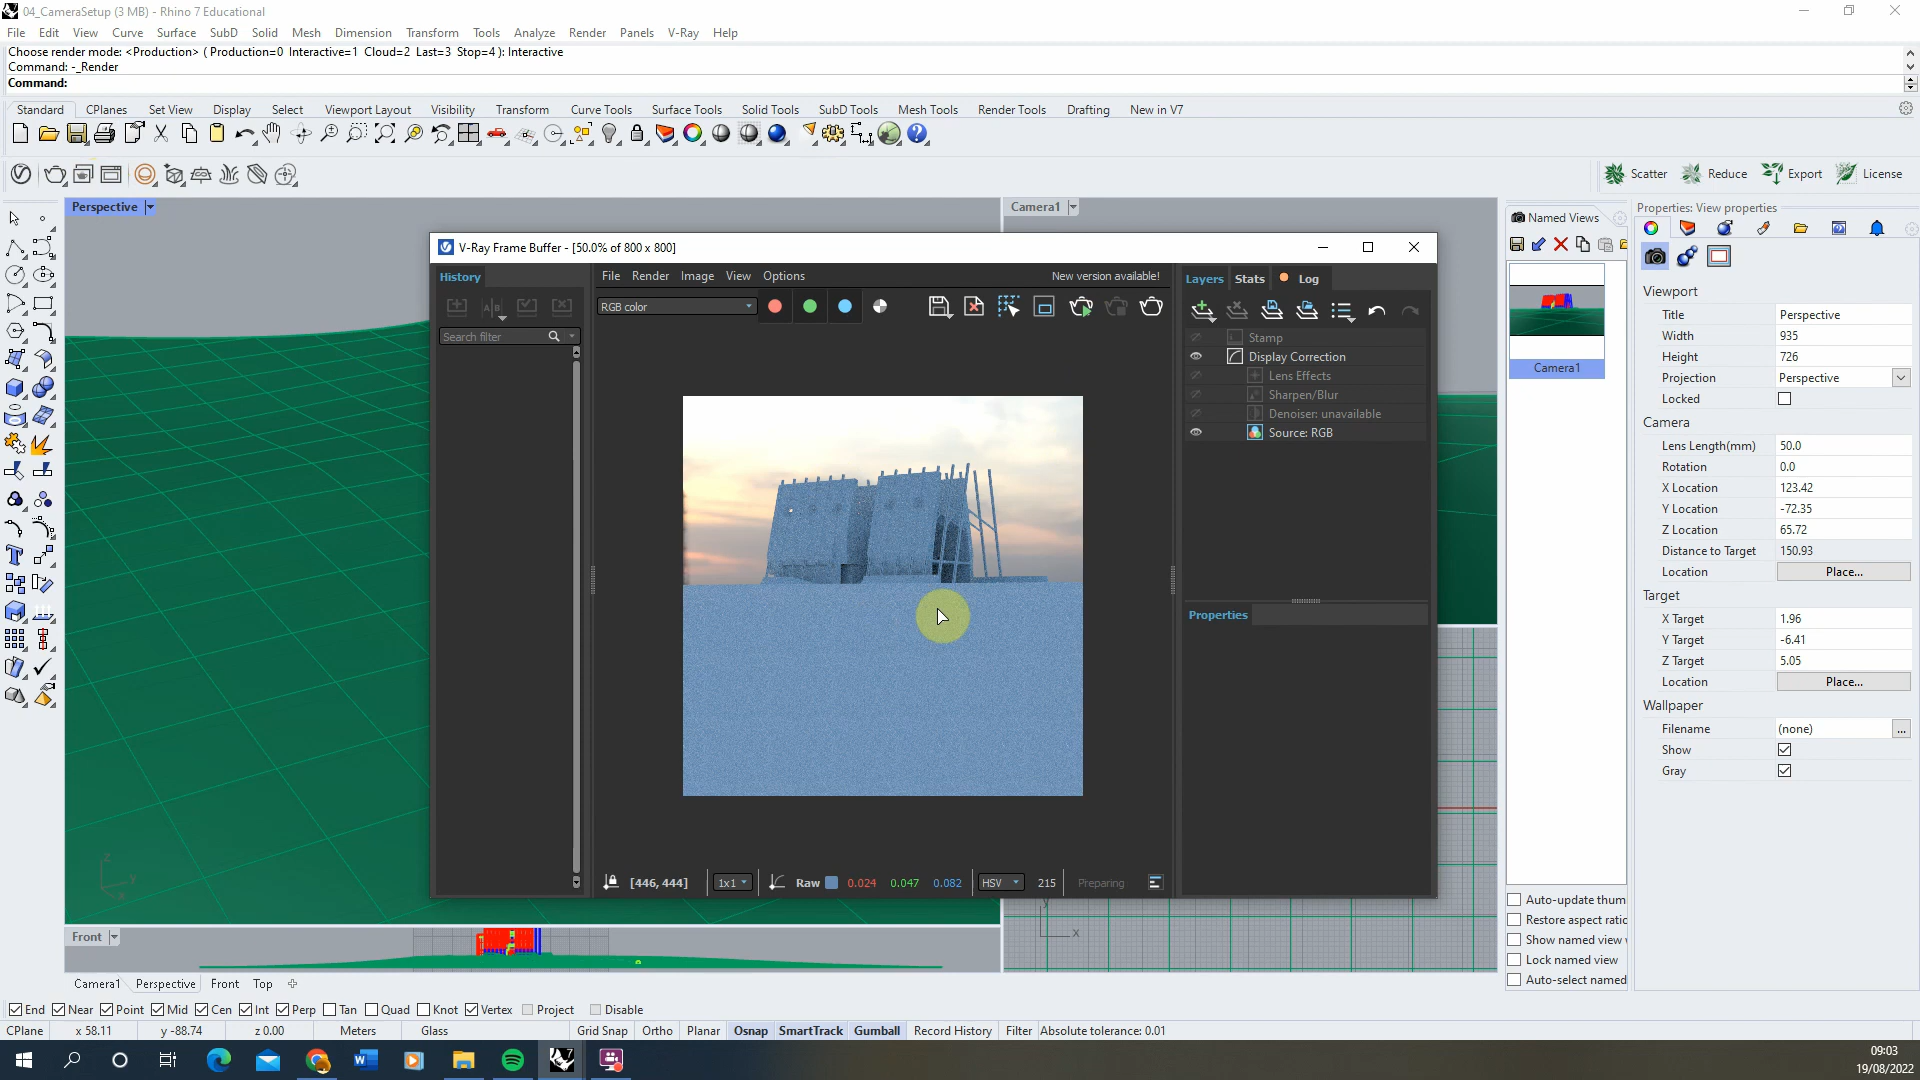 04_CameraSetup (3 MB) - Rhino 7 Educational
File Edit View Curve Surface SubD Solid Mesh Dimension Transform Tools Analyze Render Panels V-Ray Help
Choose render mode: <Production> ( Production=0 Interactive=1 Cloud=2 Last=3 Stop=4 ): Interactive
Command: -_Render
Command:
Standard CPlanes Set View Display Select Viewport Layout Visibility Transform Curve Tools Surface Tools Solid Tools SubD Tools Mesh Tools Render Tools Drafting New in V7
Scatter Reduce Export License
Perspective
Camera1
Named Views
Properties: View properties
V-Ray Frame Buffer - [50.0% of 800 x 800]
History
File Render Image View Options
New version available!
Layers Stats Log
RGB color
Search filter
Stamp
Display Correction
Lens Effects
Sharpen/Blur
Denoiser: unavailable
Source: RGB
Properties
[446, 444]
1x1
Raw 0.024 0.047 0.082
HSV
215
Preparing
Camera1
Viewport
Title Perspective
Width 935
Height 726
Projection Perspective
Locked
Camera
Lens Length(mm) 50.0
Rotation 0.0
X Location 123.42
Y Location -72.35
Z Location 65.72
Distance to Target 150.93
Location Place...
Target
X Target 1.96
Y Target -6.41
Z Target 5.05
Location Place...
Wallpaper
Filename (none) ...
Show
Gray
Auto-update thum
Restore aspect ratio
Show named view
Lock named view
Auto-select named
Z
Y
X
y
x
Front
Camera1 Perspective Front Top
End Near Point Mid Cen Int Perp Tan Quad Knot Vertex Project Disable
CPlane x 58.11 y -88.74 z 0.00 Meters Glass Grid Snap Ortho Planar Osnap SmartTrack Gumball Record History Filter Absolute tolerance: 0.01
09:03
19/08/2022